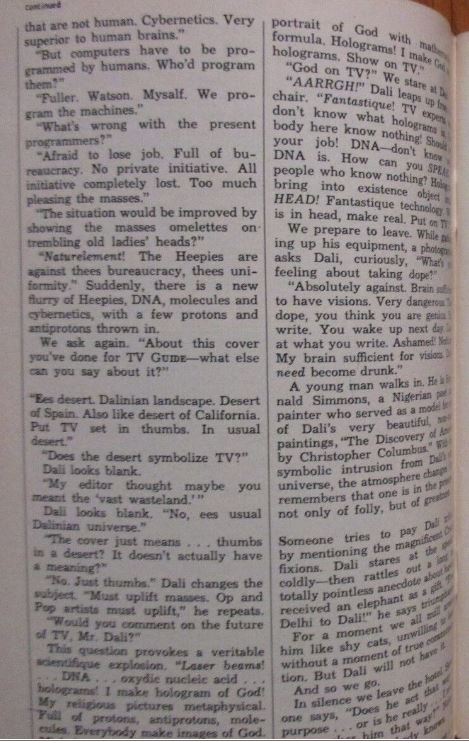 continued
that are not human. Cybernetics. Very
superior to human brains."
"But computers have to be pro-
grammed by humans. Who'd program
them?"
"Fuller. Watson. Mysalf. We pro-
gram the machines."
"What's wrong with the present
programmers?"
"Afraid to lose job. Full of bu-
reaucracy. No private initiative. All
initiative completely lost. Too much
pleasing the masses."
"The situation would be improved by
showing the masses omelettes on
trembling old ladies' heads?"
"Naturelement! The Heepies are
against thees bureaucracy, thees uni-
formity." Suddenly, there is a new
flurry of Heepies, DNA, molecules and
cybernetics, with a few protons and
antiprotons thrown in.
We ask again. "About this cover
you've done for TV GUIDE—what else
can you say about it?"
"Ees desert. Dalinian landscape. Desert
of Spain. Also like desert of California.
Put TV set in thumbs. In usual
desert."
"Does the desert symbolize TV?"
Dali looks blank.
"My editor thought maybe you
meant the 'vast wasteland.'"
Dali looks blank. "No, ees usual
Dalinian universe."
"The cover just means . . . thumbs
in a desert? It doesn't actually have
a meaning?"
"No. Just thumbs." Dali changes the
subject. "Must uplift masses. Op and
Pop artists must uplift," he repeats.
"Would you comment on the future
of TV, Mr. Dali?"
This question provokes a veritable
scientifique explosion. "Laser beams!
. . . DNA . . . oxydic nucleic acid . . .
holograms! I make hologram of God!
My religious pictures metaphysical.
Full of protons, antiprotons, mole-
cules. Everybody make images of God.
portrait of God with
formula. Holograms! I make God
holograms. Show on TV."
"God on TV?" We stare at
"AARRGH!" Dali leaps up from
chair. "Fantastique! TV
don't know what holograms
body here know nothing! Should
your job! DNA—don't know
DNA is. How can you SPEAK
people who know nothing?
bring into existence object
HEAD! Fantastique technology.
is in head, make real. Put on TV
We prepare to leave. While
ing up his equipment, a
asks Dali, curiously, "What's
feeling about taking dope?"
"Absolutely against. Brain
to have visions. Very dangerous
dope, you think you are genius
write. You wake up next day.
at what you write. Ashamed!
My brain sufficient for visions.
need become drunk."
A young man walks in. He is
nald Simmons, a Nigerian
painter who served as a model
of Dali's very beautiful,
paintings, "The Discovery of
by Christopher Columbus." With
symbolic intrusion from Dali's
universe, the atmosphere changes
remembers that one is in the
not only of folly, but of
Someone tries to pay Dali
by mentioning the magnificent
fixions. Dali stares at the
coldly—then rattles out a
totally pointless anecdote about
received an elephant as a gift.
Delhi to Dali!" he says
For a moment we all
him like shy cats, unwilling to
without a moment of true
tion. But Dali will not have it.
And so we go.
In silence we leave the hotel.
one says, "Does he act that
purpose . . . or is he really
him that way?"